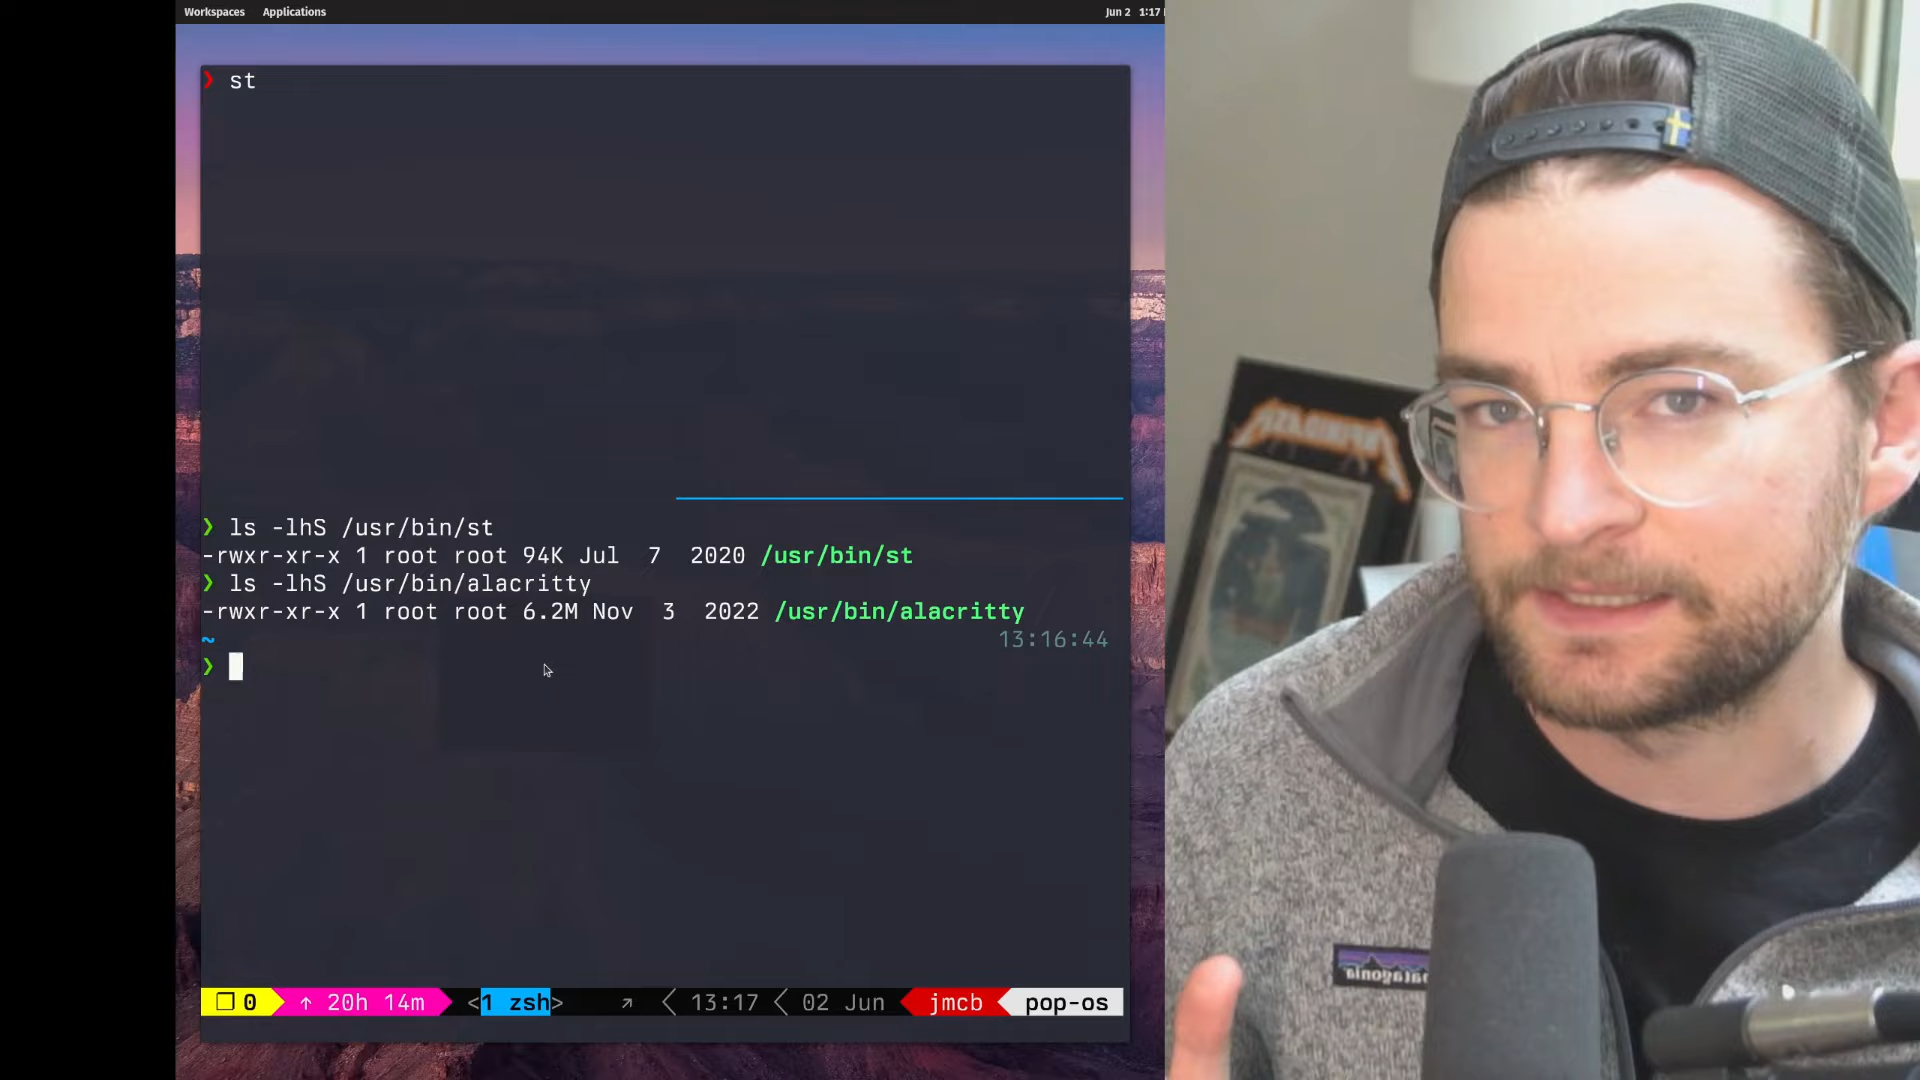 Workspaces Applications Jun 2 1:17
❯ st
❯ ls -lhS /usr/bin/st
-rwxr-xr-x 1 root root 94K Jul 7 2020 /usr/bin/st
❯ ls -lhS /usr/bin/alacritty
-rwxr-xr-x 1 root root 6.2M Nov 3 2022 /usr/bin/alacritty
~ 13:16:44
❯
❐ 0 ↑ 20h 14m <1 zsh> ↗ < 13:17 < 02 Jun jmcb pop-os
patagonia